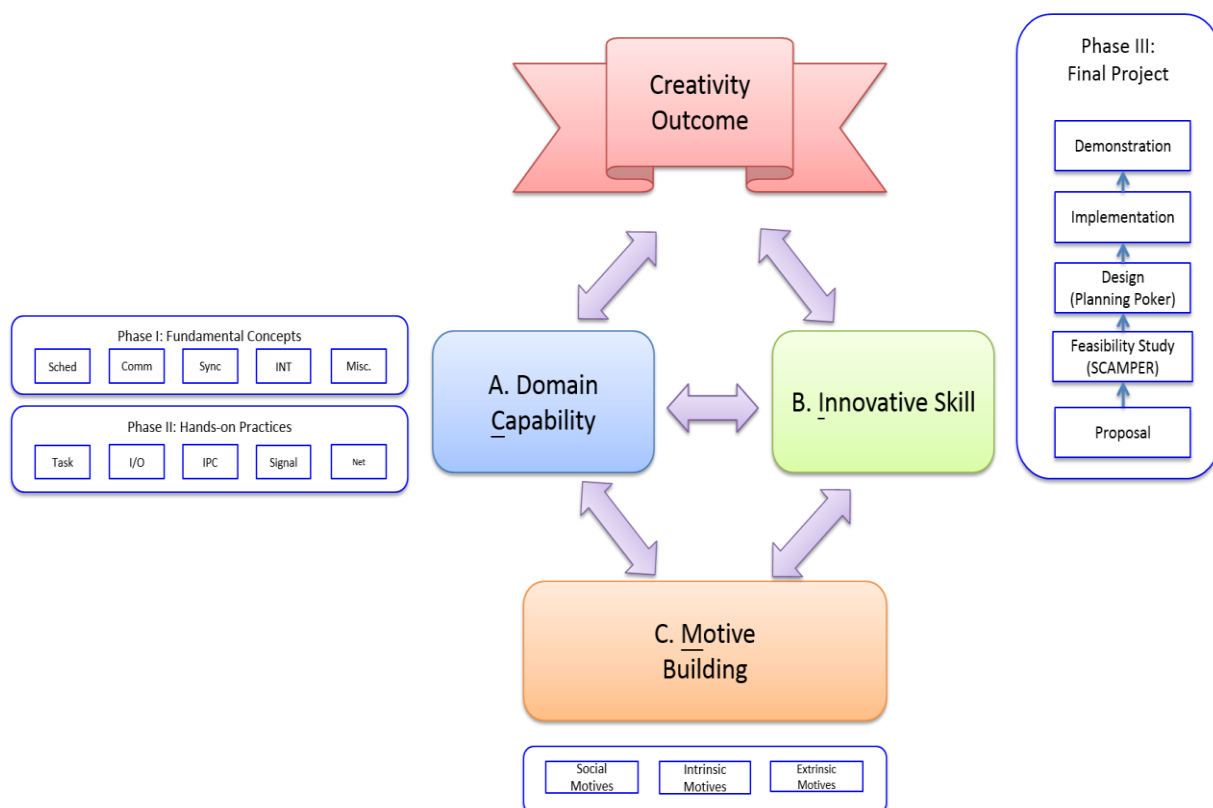 Creativity
Outcome
Phase III:
Final Project
Demonstration
Implementation
Design
(Planning Poker)
Feasibility Study
(SCAMPER)
Proposal
Phase I: Fundamental Concepts
Sched
Comm
Sync
INT
Misc.
Phase II: Hands-on Practices
Task
I/O
IPC
Signal
Net
A. Domain
Capability
B. Innovative Skill
C. Motive
Building
Social
Motives
Intrinsic
Motives
Extrinsic
Motives